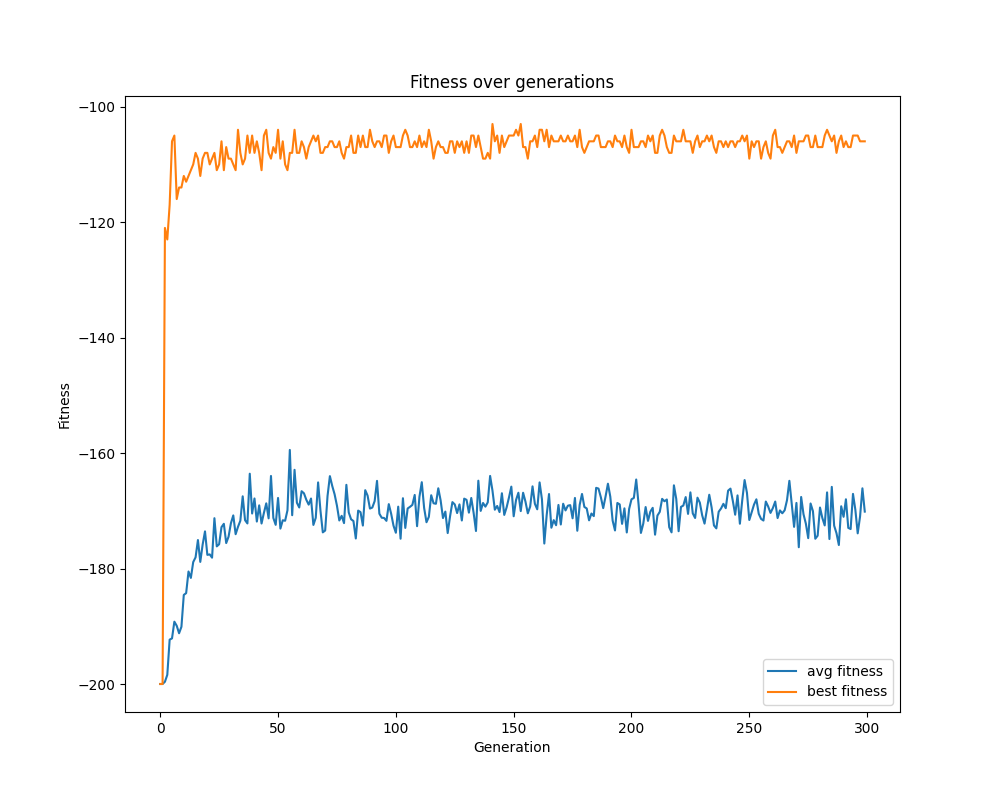 Fitness over generations
Fitness
−100
−120
−140
−160
−180
−200
0 50 100 150 200 250 300
Generation
avg fitness
best fitness